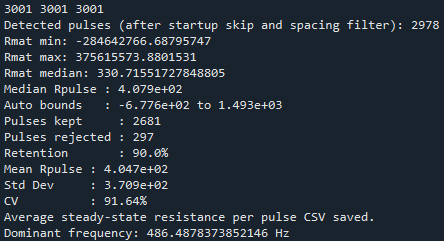 3001 3001 3001
Detected pulses (after startup skip and spacing filter): 2978
Rmat min: -284642766.68795747
Rmat max: 375615573.8801531
Rmat median: 330.71551727848805
Median Rpulse : 4.079e+02
Auto bounds   : -6.776e+02 to 1.493e+03
Pulses kept     : 2681
Pulses rejected : 297
Retention       : 90.0%
Mean Rpulse : 4.047e+02
Std Dev     : 3.709e+02
CV          : 91.64%
Average steady-state resistance per pulse CSV saved.
Dominant frequency: 486.4878373852146 Hz